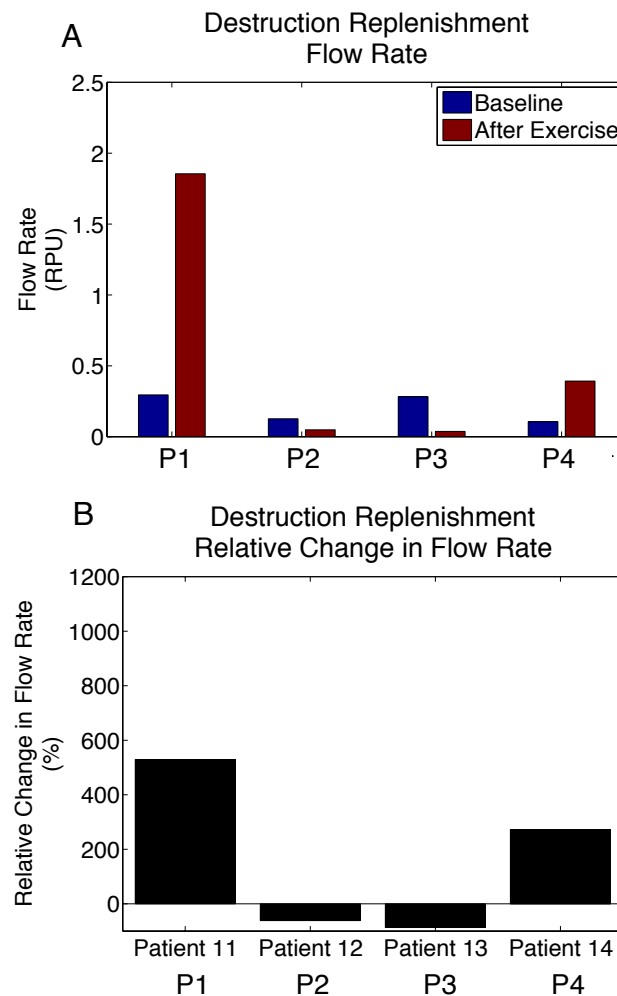 A
Destruction Replenishment
Flow Rate
2.5
2
1.5
1
0.5
0
Flow Rate
(RPU)
Baseline
After Exercise
P1 P2 P3 P4
B
Destruction Replenishment
Relative Change in Flow Rate
1200
1000
800
600
400
200
0
Relative Change in Flow Rate
(%)
Patient 11 Patient 12 Patient 13 Patient 14
P1 P2 P3 P4